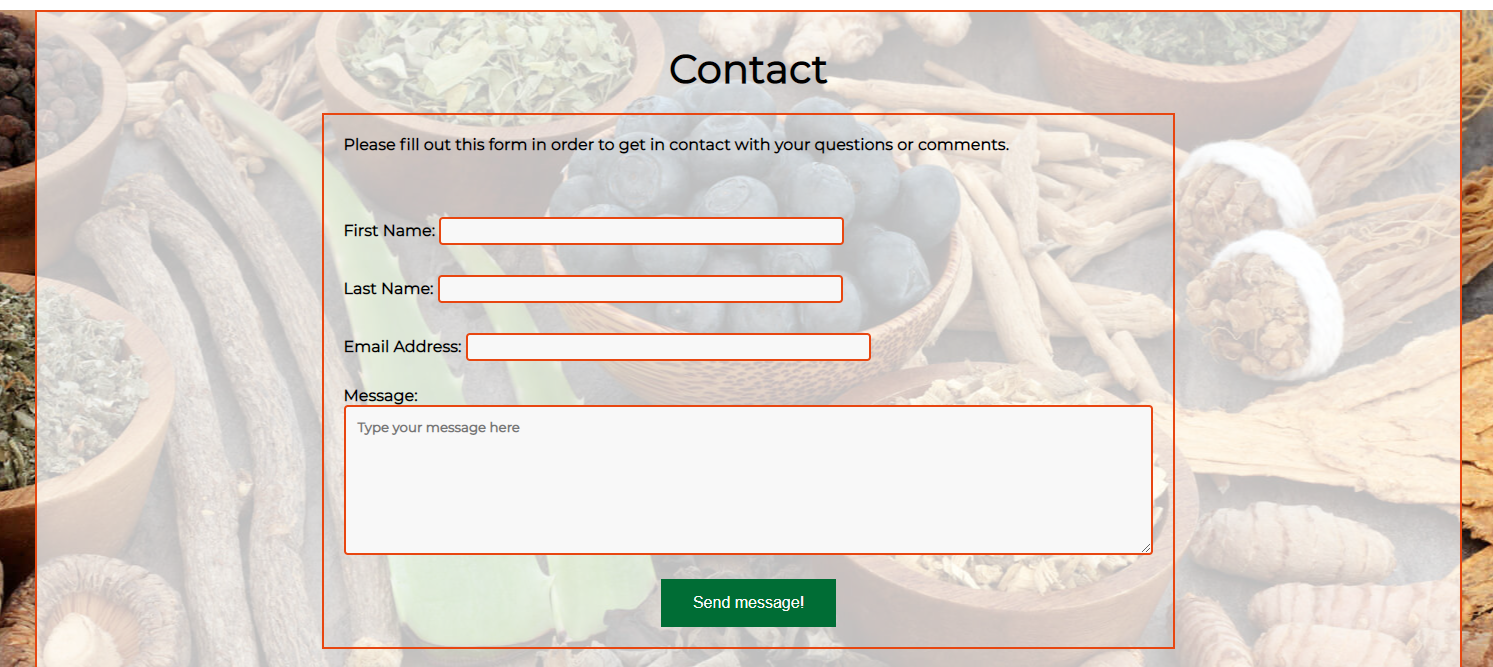 Contact
Please fill out this form in order to get in contact with your questions or comments.
First Name:
Last Name:
Email Address:
Message:
Type your message here
Send message!